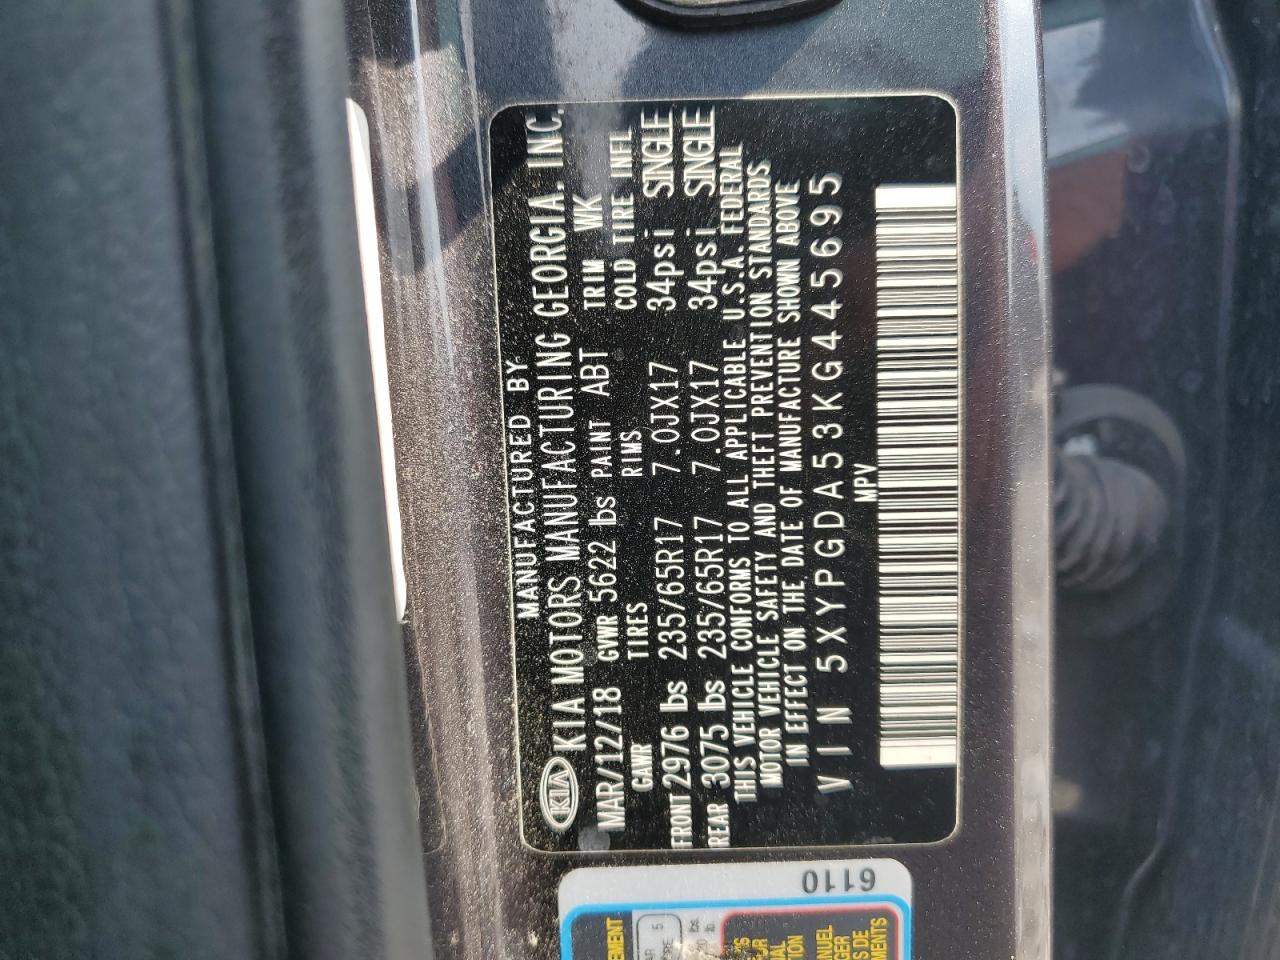 MANUFACTURED BY
KIA KIA MOTORS MANUFACTURING GEORGIA, INC.
MAR/12/18 GVWR 5622 lbs PAINT ABT TRIM WK
GAWR TIRES RIMS COLD TIRE INFL
FRONT 2976 lbs 235/65R17 7.0JX17 34psi SINGLE
REAR 3075 lbs 235/65R17 7.0JX17 34psi SINGLE
THIS VEHICLE CONFORMS TO ALL APPLICABLE U.S.A. FEDERAL
MOTOR VEHICLE SAFETY AND THEFT PREVENTION STANDARDS
IN EFFECT ON THE DATE OF MANUFACTURE SHOWN ABOVE
VIN 5XYPGDA53KG445695
MPV
6110
5